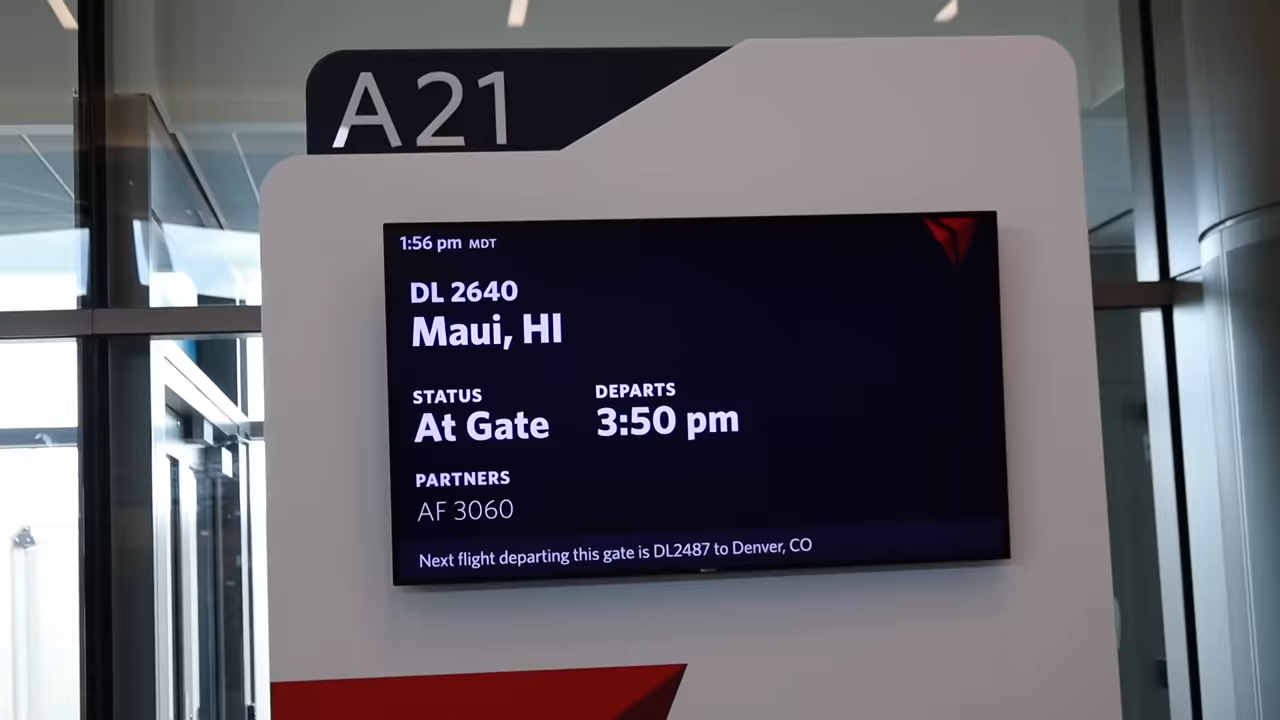 A21
1:56 pm MDT
DL 2640
Maui, HI
STATUS
At Gate
DEPARTS
3:50 pm
PARTNERS
AF 3060
Next flight departing this gate is DL2487 to Denver, CO